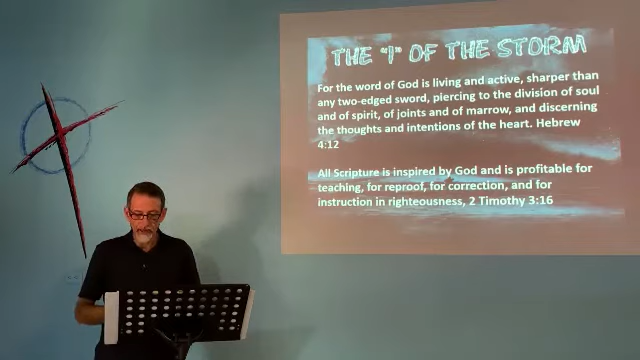 THE "I" OF THE STORM
For the word of God is living and active, sharper than
any two-edged sword, piercing to the division of soul
and of spirit, of joints and of marrow, and discerning
the thoughts and intentions of the heart. Hebrew
4:12
All Scripture is inspired by God and is profitable for
teaching, for reproof, for correction, and for
instruction in righteousness, 2 Timothy 3:16